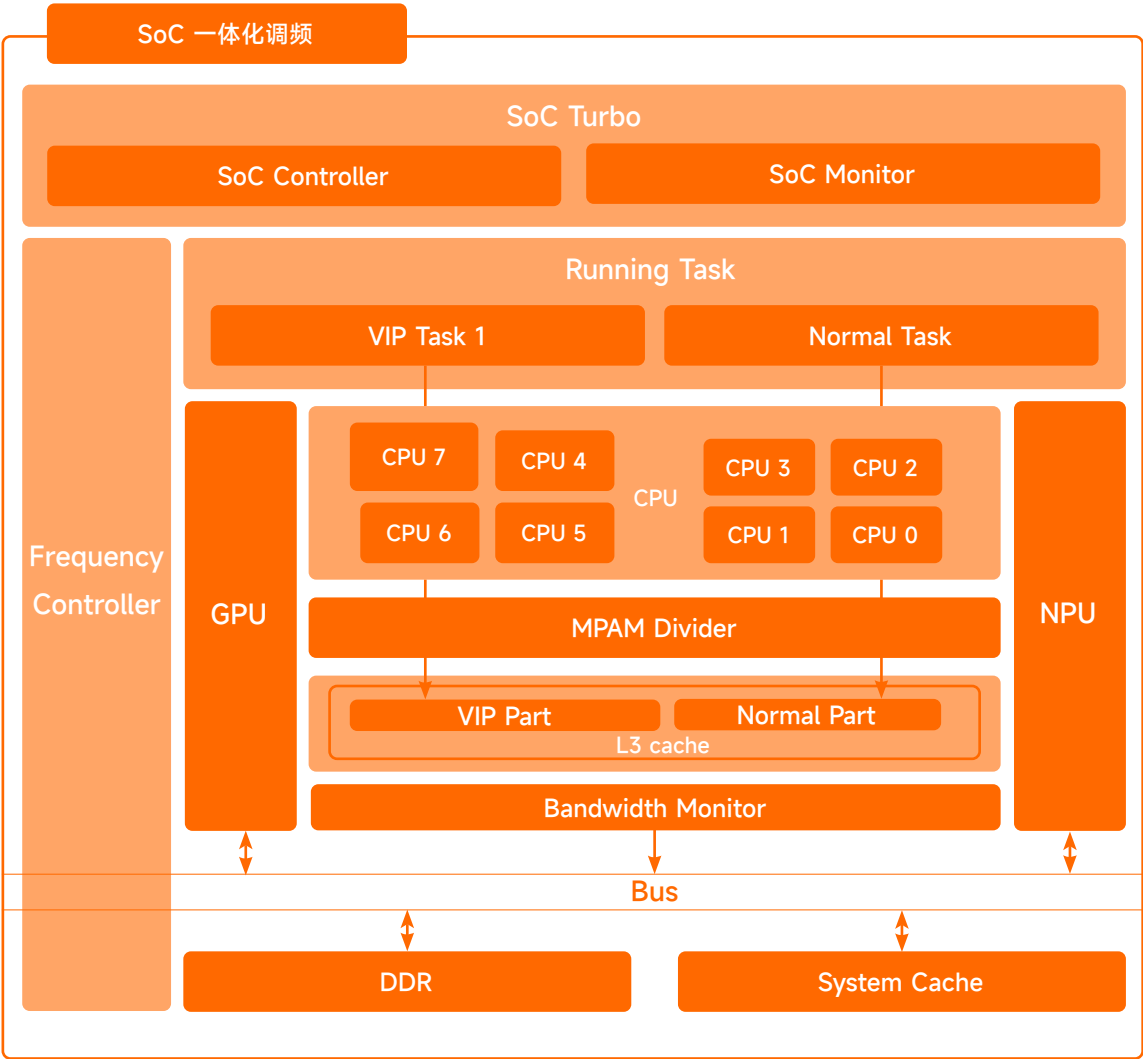 SoC 一体化调频
SoC Turbo
SoC Controller
SoC Monitor
Frequency
Controller
Running Task
VIP Task 1
Normal Task
GPU
CPU 7
CPU 4
CPU 6
CPU 5
CPU
CPU 3
CPU 2
CPU 1
CPU 0
NPU
MPAM Divider
VIP Part
Normal Part
L3 cache
Bandwidth Monitor
Bus
DDR
System Cache